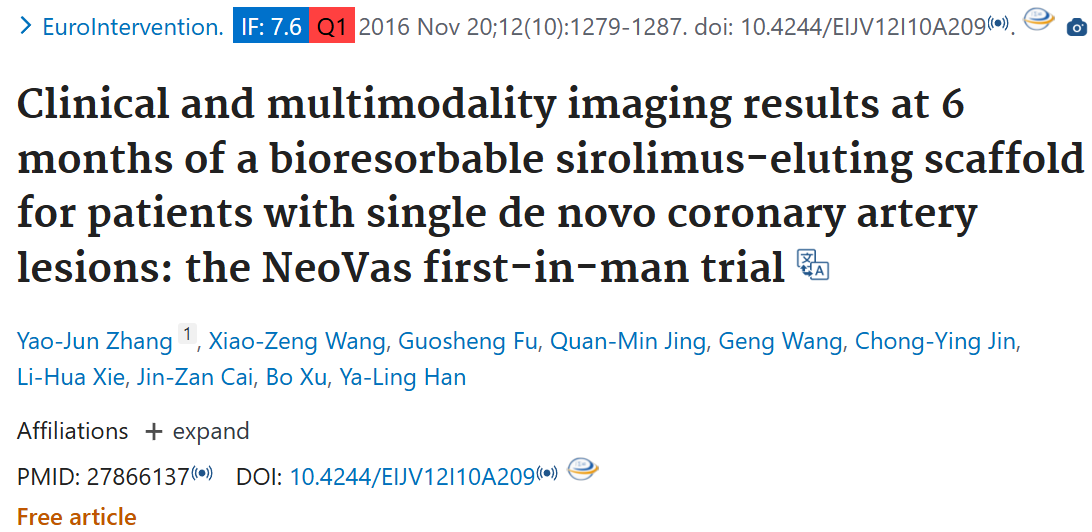 EuroIntervention. IF: 7.6 Q1 2016 Nov 20;12(10):1279-1287. doi: 10.4244/EIJV12I10A209.
Clinical and multimodality imaging results at 6
months of a bioresorbable sirolimus-eluting scaffold
for patients with single de novo coronary artery
lesions: the NeoVas first-in-man trial
Yao-Jun Zhang 1, Xiao-Zeng Wang, Guosheng Fu, Quan-Min Jing, Geng Wang, Chong-Ying Jin,
Li-Hua Xie, Jin-Zan Cai, Bo Xu, Ya-Ling Han
Affiliations + expand
PMID: 27866137 DOI: 10.4244/EIJV12I10A209
Free article